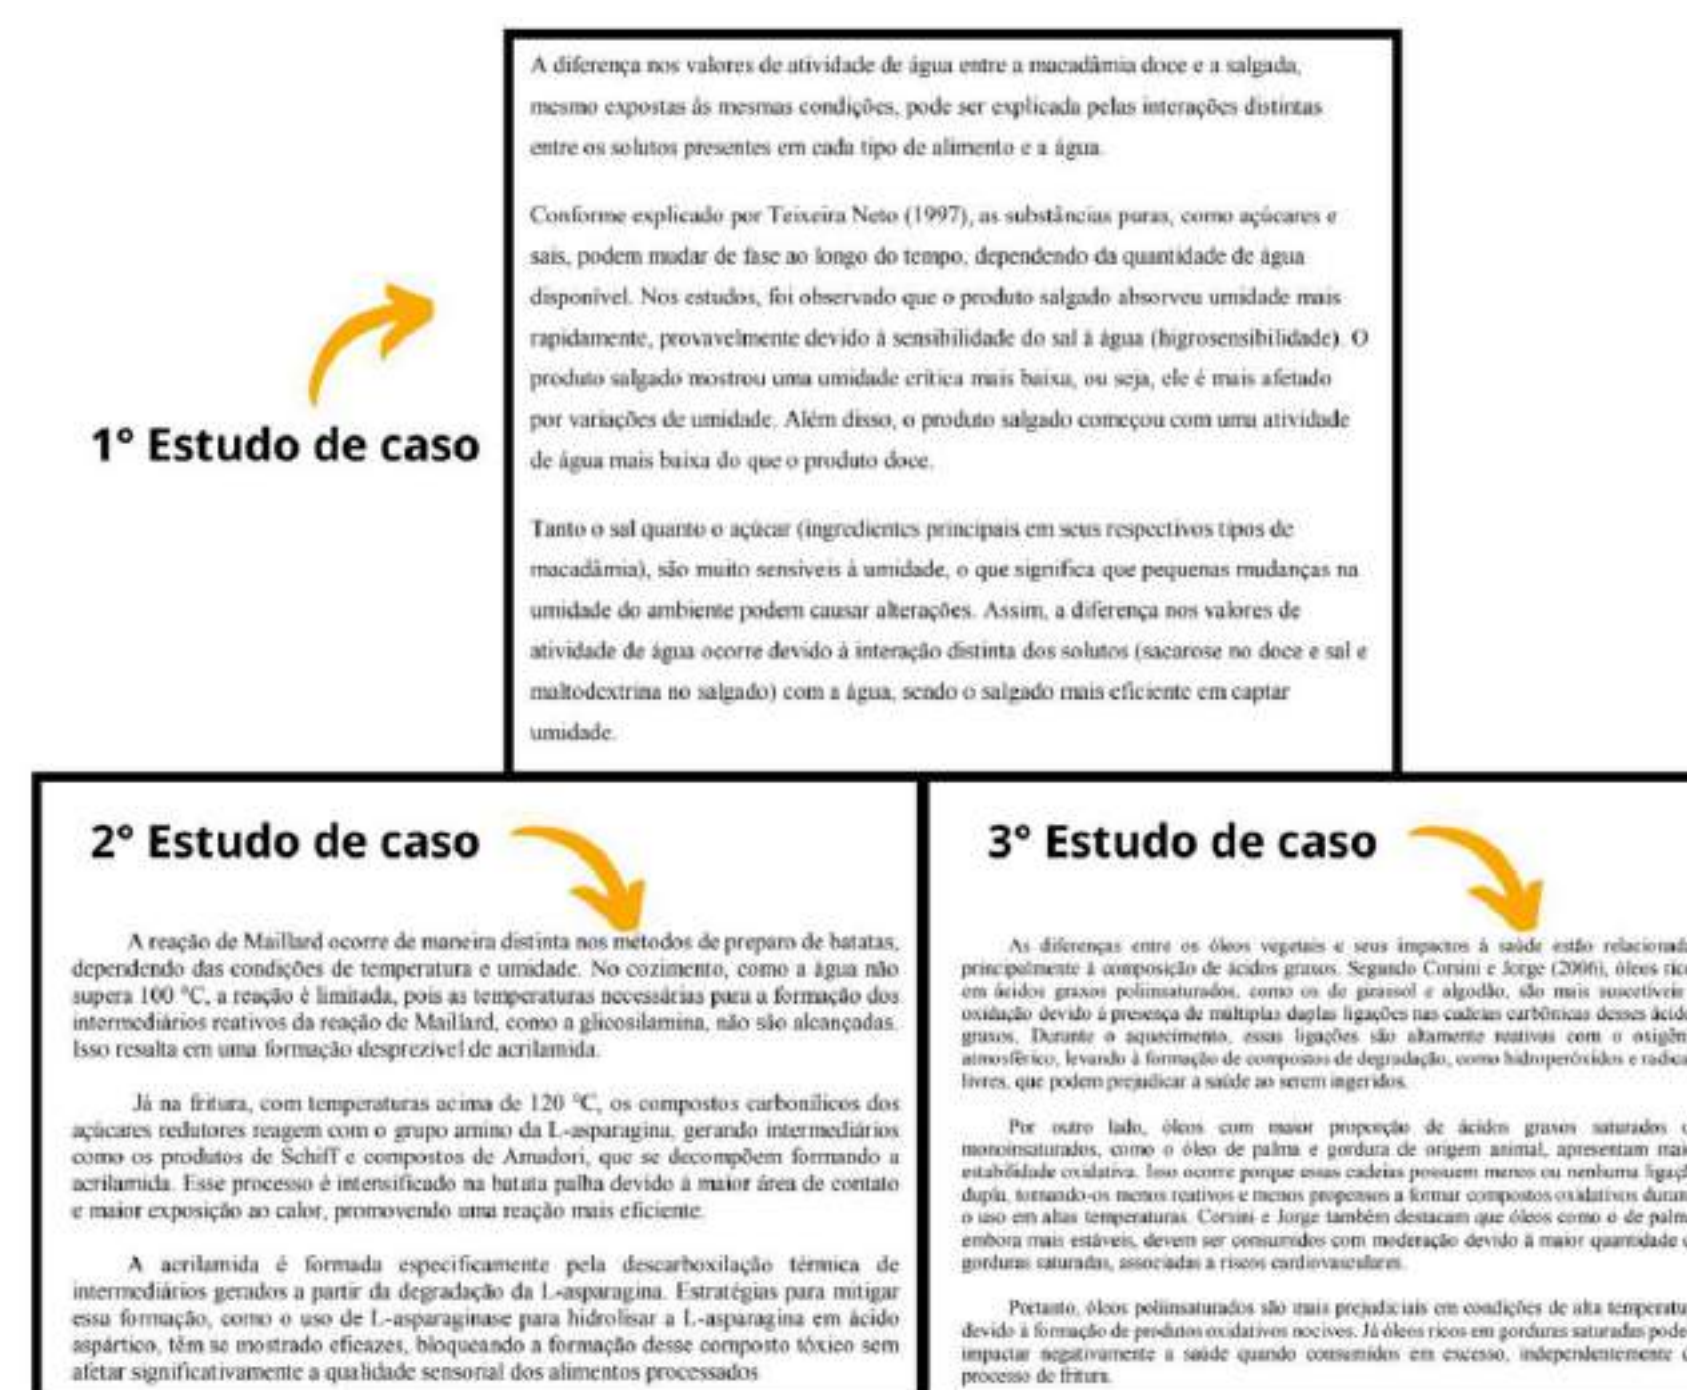 A diferença nos valores de atividade de água entre a macadâmia doce e a salgada,
mesmo expostas às mesmas condições, pode ser explicada pelas interações distintas
entre os solutos presentes em cada tipo de alimento e a água.
Conforme explicado por Teixeira Neto (1997), as substâncias puras, como açúcares e
sais, podem mudar de fase ao longo do tempo, dependendo da quantidade de água
disponível. Nos estudos, foi observado que o produto salgado absorveu umidade mais
rapidamente, provavelmente devido à sensibilidade do sal à água (higrosensibilidade). O
produto salgado mostrou uma umidade crítica mais baixa, ou seja, ele é mais afetado
por variações de umidade. Além disso, o produto salgado começou com uma atividade
de água mais baixa do que o produto doce.
1° Estudo de caso
Tanto o sal quanto o açúcar (ingredientes principais em seus respectivos tipos de
macadâmia), são muito sensíveis à umidade, o que significa que pequenas mudanças na
umidade do ambiente podem causar alterações. Assim, a diferença nos valores de
atividade de água ocorre devido à interação distinta dos solutos (sacarose no doce e sal e
maltodextrina no salgado) com a água, sendo o salgado mais eficiente em captar
umidade.
2° Estudo de caso
A reação de Maillard ocorre de maneira distinta nos métodos de preparo de batatas,
dependendo das condições de temperatura e umidade. No cozimento, como a água não
supera 100 °C, a reação é limitada, pois as temperaturas necessárias para a formação dos
intermediários reativos da reação de Maillard, como a glicosilamina, não são alcançadas.
Isso resulta em uma formação desprezível de acrilamida.
Já na fritura, com temperaturas acima de 120 °C, os compostos carbonílicos dos
açúcares redutores reagem com o grupo amino da L-asparagina, gerando intermediários
como os produtos de Schiff e compostos de Amadori, que se decompõem formando a
acrilamida. Esse processo é intensificado na batata palha devido à maior área de contato
e maior exposição ao calor, promovendo uma reação mais eficiente.
A acrilamida é formada especificamente pela descarboxilação térmica de
intermediários gerados a partir da degradação da L-asparagina. Estratégias para mitigar
essa formação, como o uso de L-asparaginase para hidrolisar a L-asparagina em ácido
aspártico, têm se mostrado eficazes, bloqueando a formação desse composto tóxico sem
afetar significativamente a qualidade sensorial dos alimentos processados
3° Estudo de caso
As diferenças entre os óleos vegetais e seus impactos à saúde estão relacionada
principalmente à composição de ácidos graxos. Segundo Corsini e Jorge (2006), óleos rico
em ácidos graxos poliinsaturados, como os de girassol e algodão, são mais suscetíveis
oxidação devido à presença de múltiplas duplas ligações nas cadeias carbônicas desses ácido
graxos. Durante o aquecimento, essas ligações são altamente reativas com o oxigên
atmosférico, levando à formação de compostos de degradação, como hidroperóxidos e radica
livres, que podem prejudicar a saúde ao serem ingeridos.
Por outro lado, óleos com maior proporção de ácidos graxos saturados
monoinsaturados, como o óleo de palma e gordura de origem animal, apresentam maio
estabilidade oxidativa. Isso ocorre porque essas cadeias possuem menos ou nenhuma ligaçã
dupla, tornando-os menos reativos e menos propensos a formar compostos oxidativos duran
o uso em altas temperaturas. Corsini e Jorge também destacam que óleos como o de palm
embora mais estáveis, devem ser consumidos com moderação devido à maior quantidade
gorduras saturadas, associadas a riscos cardiovasculares.
Portanto, óleos poliinsaturados são mais prejudiciais em condições de alta temperatu
devido à formação de produtos oxidativos nocivos. Já óleos ricos em gorduras saturadas pode
impactar negativamente a saúde quando consumidos em excesso, independentemente
processo de fritura.